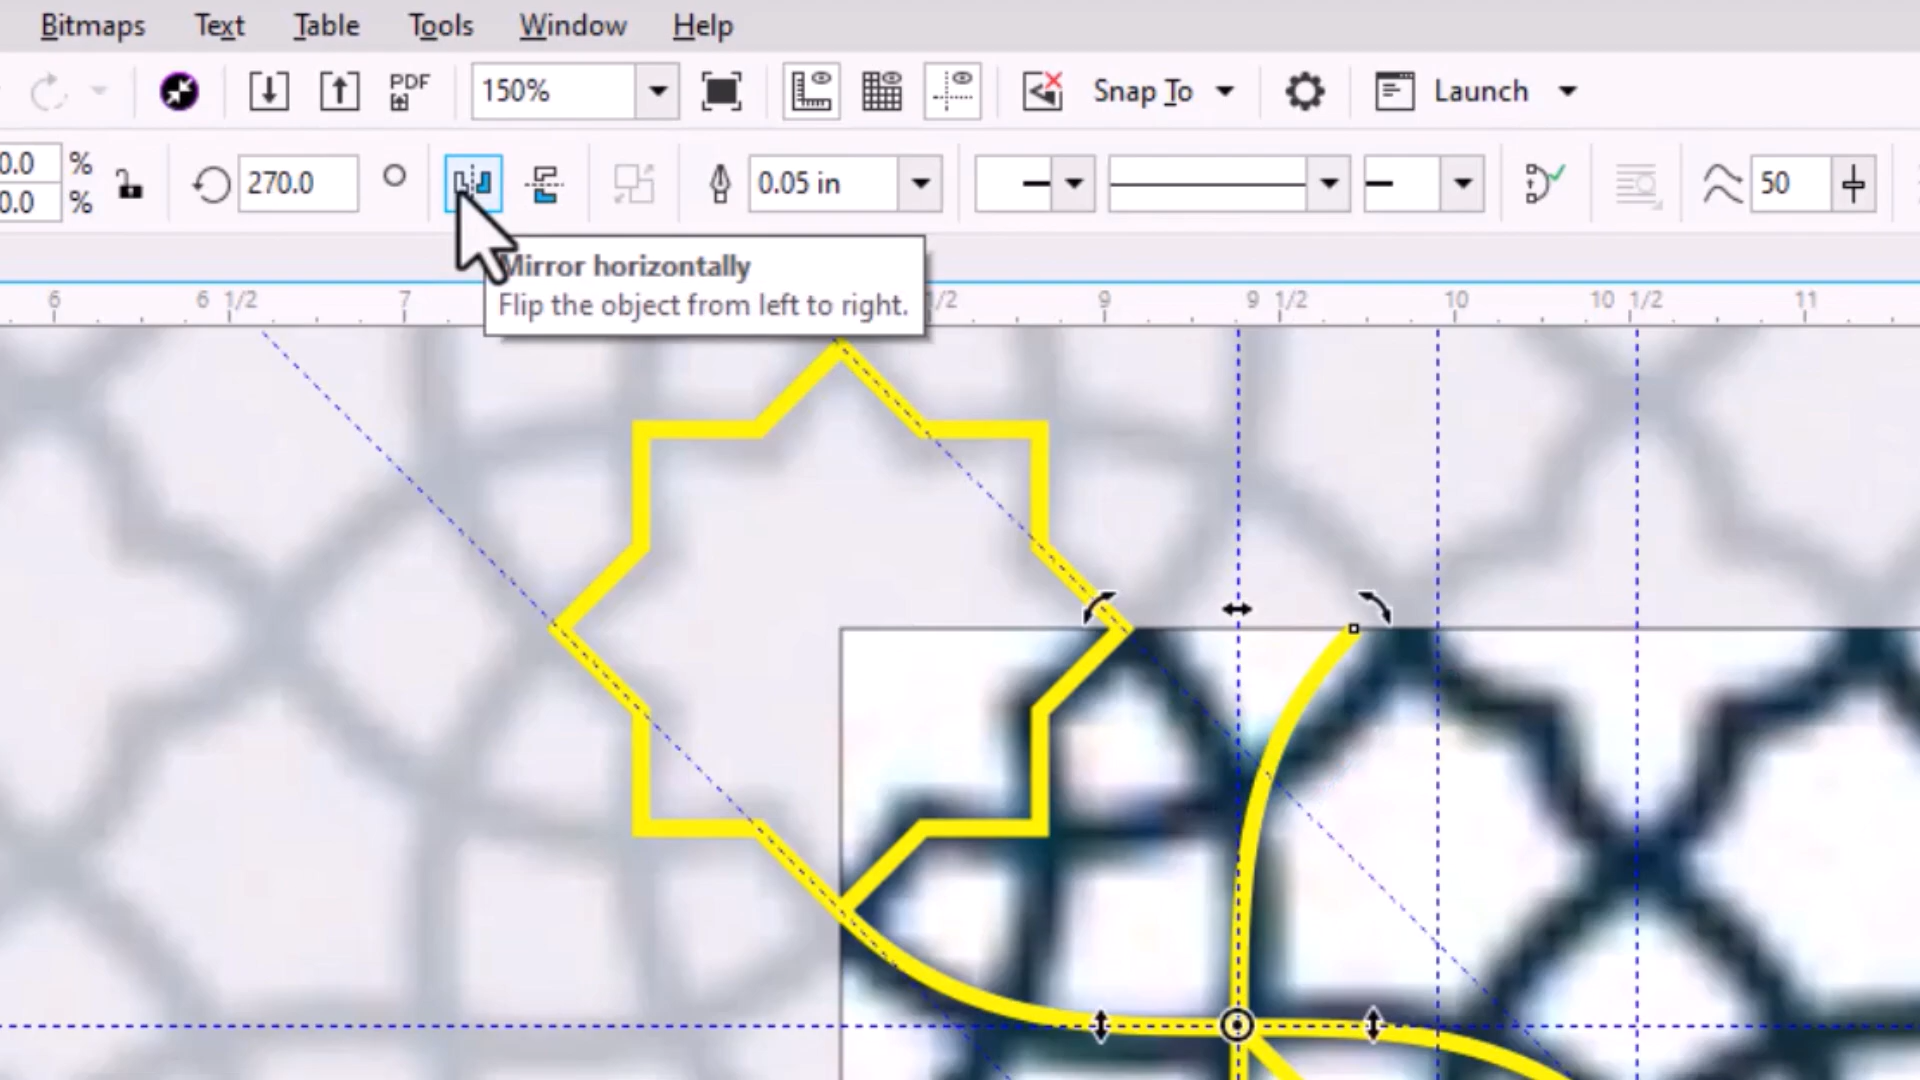 Bitmaps Text Table Tools Window Help
PDF 150% Snap To Launch
0.0 %
0.0 %
270.0 0.05 in 50
Mirror horizontally
Flip the object from left to right.
6 6 1/2 7 1/2 9 9 1/2 10 10 1/2 11